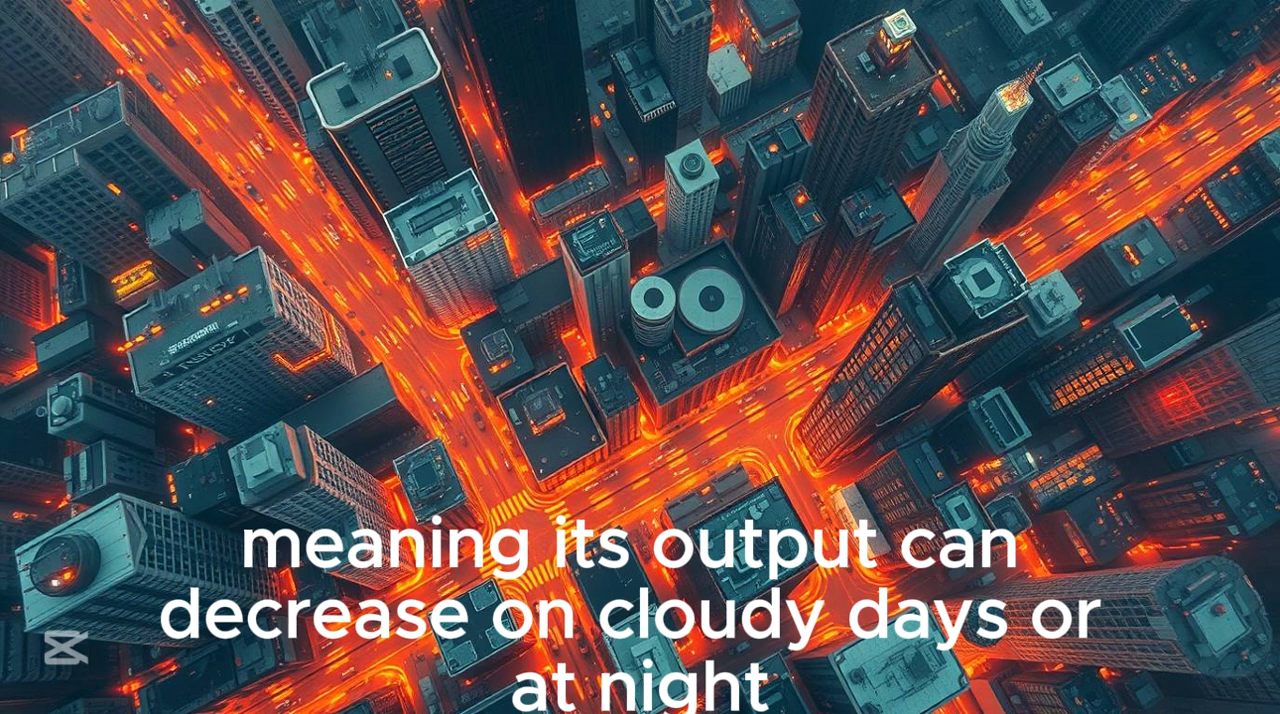 meaning its output can
decrease on cloudy days or
at night